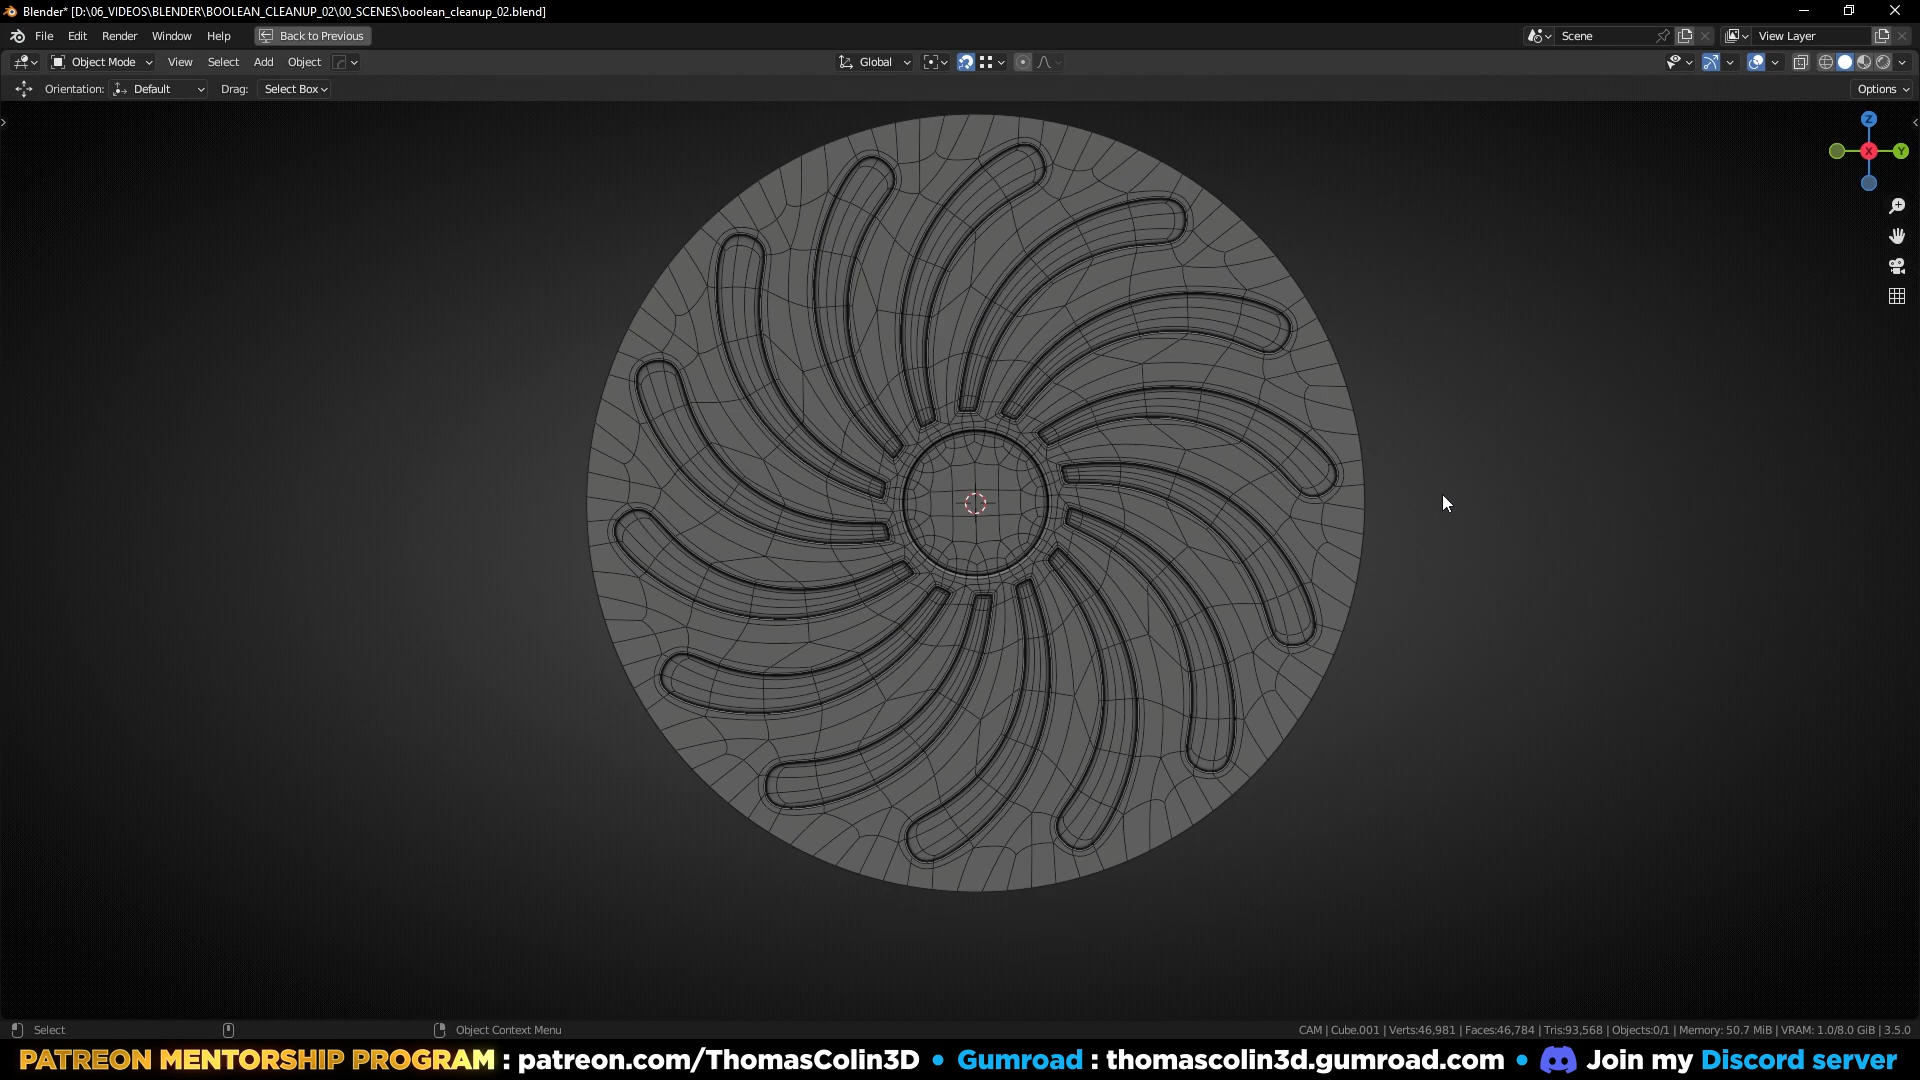 Blender* [D:\06_VIDEOS\BLENDER\BOOLEAN_CLEANUP_02\00_SCENES\boolean_cleanup_02.blend]
File Edit Render Window Help Back to Previous Scene View Layer
Object Mode View Select Add Object Global
Orientation: Default Drag: Select Box Options
Z
X Y
Select Object Context Menu CAM | Cube.001 | Verts:46,981 | Faces:46,784 | Tris:93,568 | Objects:0/1 | Memory: 50.7 MiB | VRAM: 1.0/8.0 GiB | 3.5.0
PATREON MENTORSHIP PROGRAM : patreon.com/ThomasColin3D • Gumroad : thomascolin3d.gumroad.com • Join my Discord server